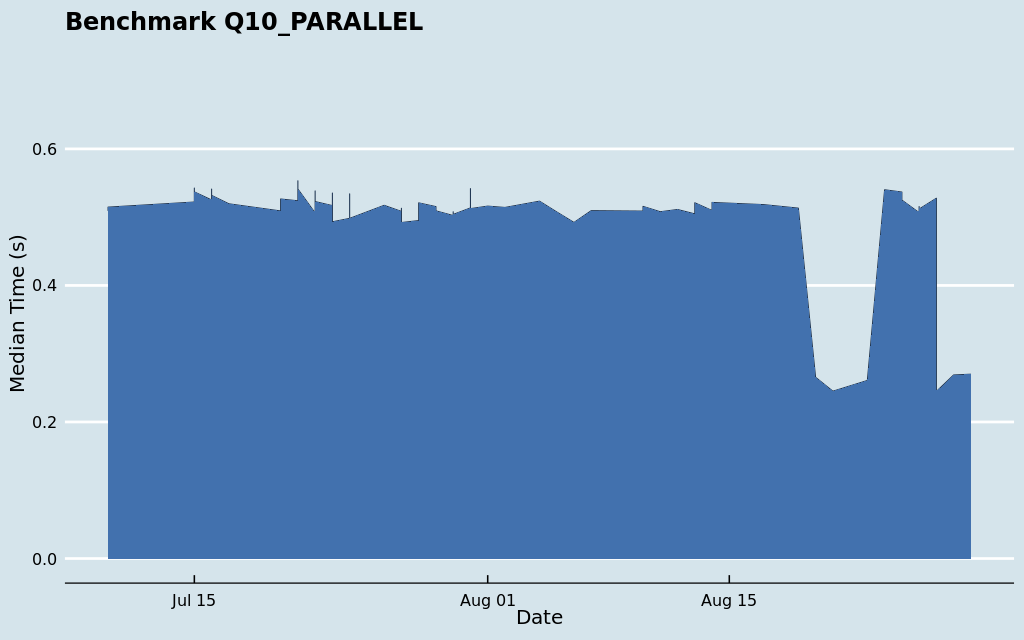 Benchmark Q10_PARALLEL
0.6
0.4
0.2
0.0
Median Time (s)
Jul 15
Aug 01
Aug 15
Date